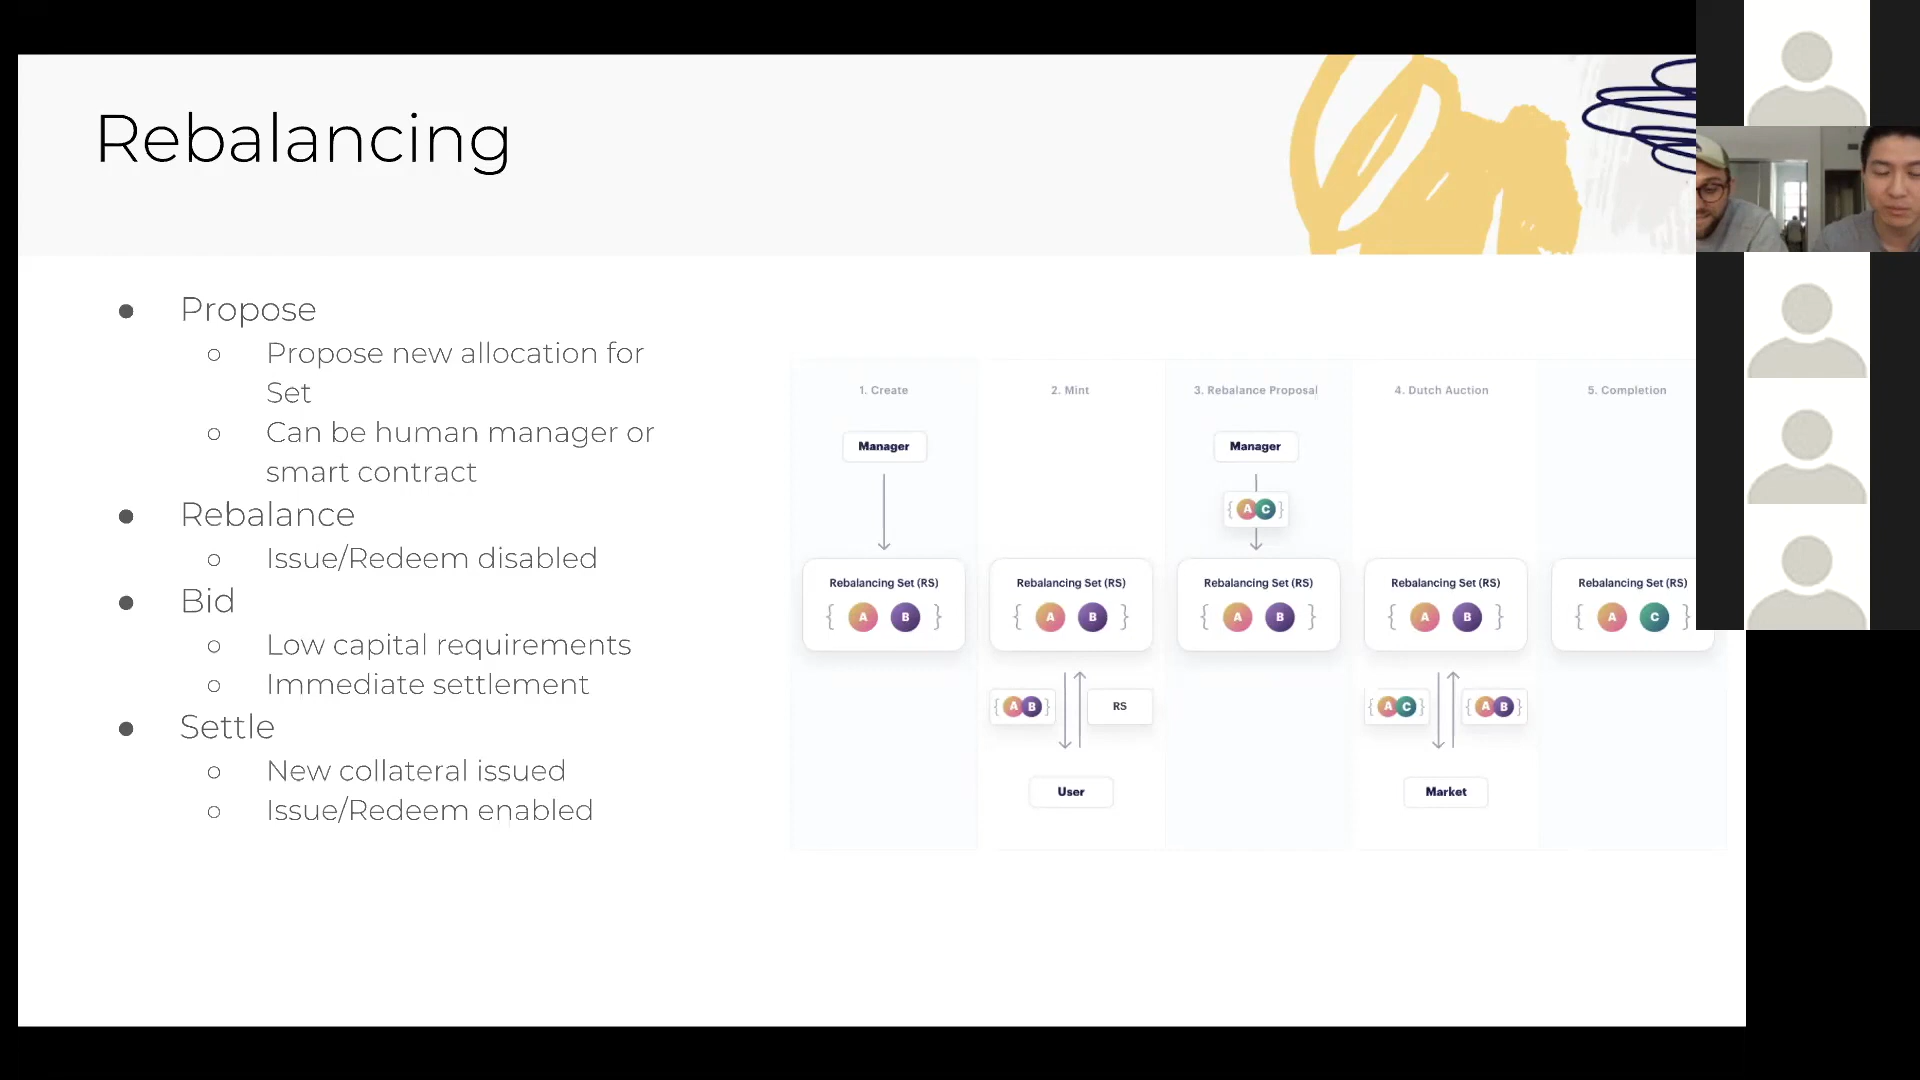 Rebalancing
Propose
Propose new allocation for
Set
Can be human manager or
smart contract
Rebalance
Issue/Redeem disabled
Bid
Low capital requirements
Immediate settlement
Settle
New collateral issued
Issue/Redeem enabled
1. Create
Manager
Rebalancing Set (RS)
{ A B }
2. Mint
Rebalancing Set (RS)
{ A B }
{ A B }
RS
User
3. Rebalance Proposal
Manager
{ A C }
Rebalancing Set (RS)
{ A B }
4. Dutch Auction
Rebalancing Set (RS)
{ A B }
{ A C }
{ A B }
Market
5. Completion
Rebalancing Set (RS)
{ A C }